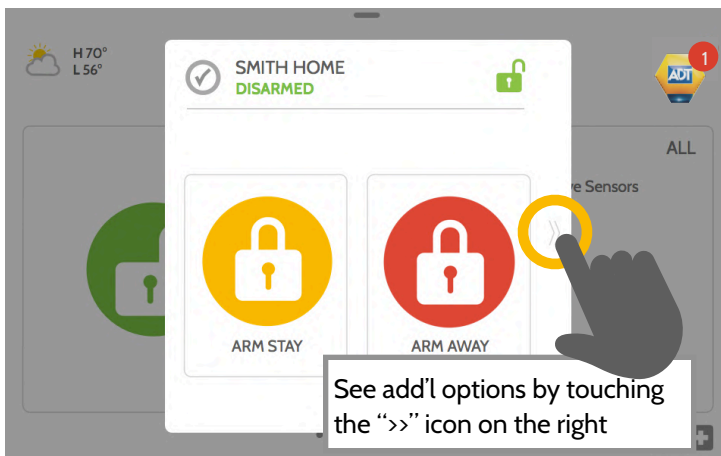 H 70°
L 56°
SMITH HOME
DISARMED
ADT
1
ALL
ve Sensors
ARM STAY
ARM AWAY
See add'l options by touching
the “>>” icon on the right